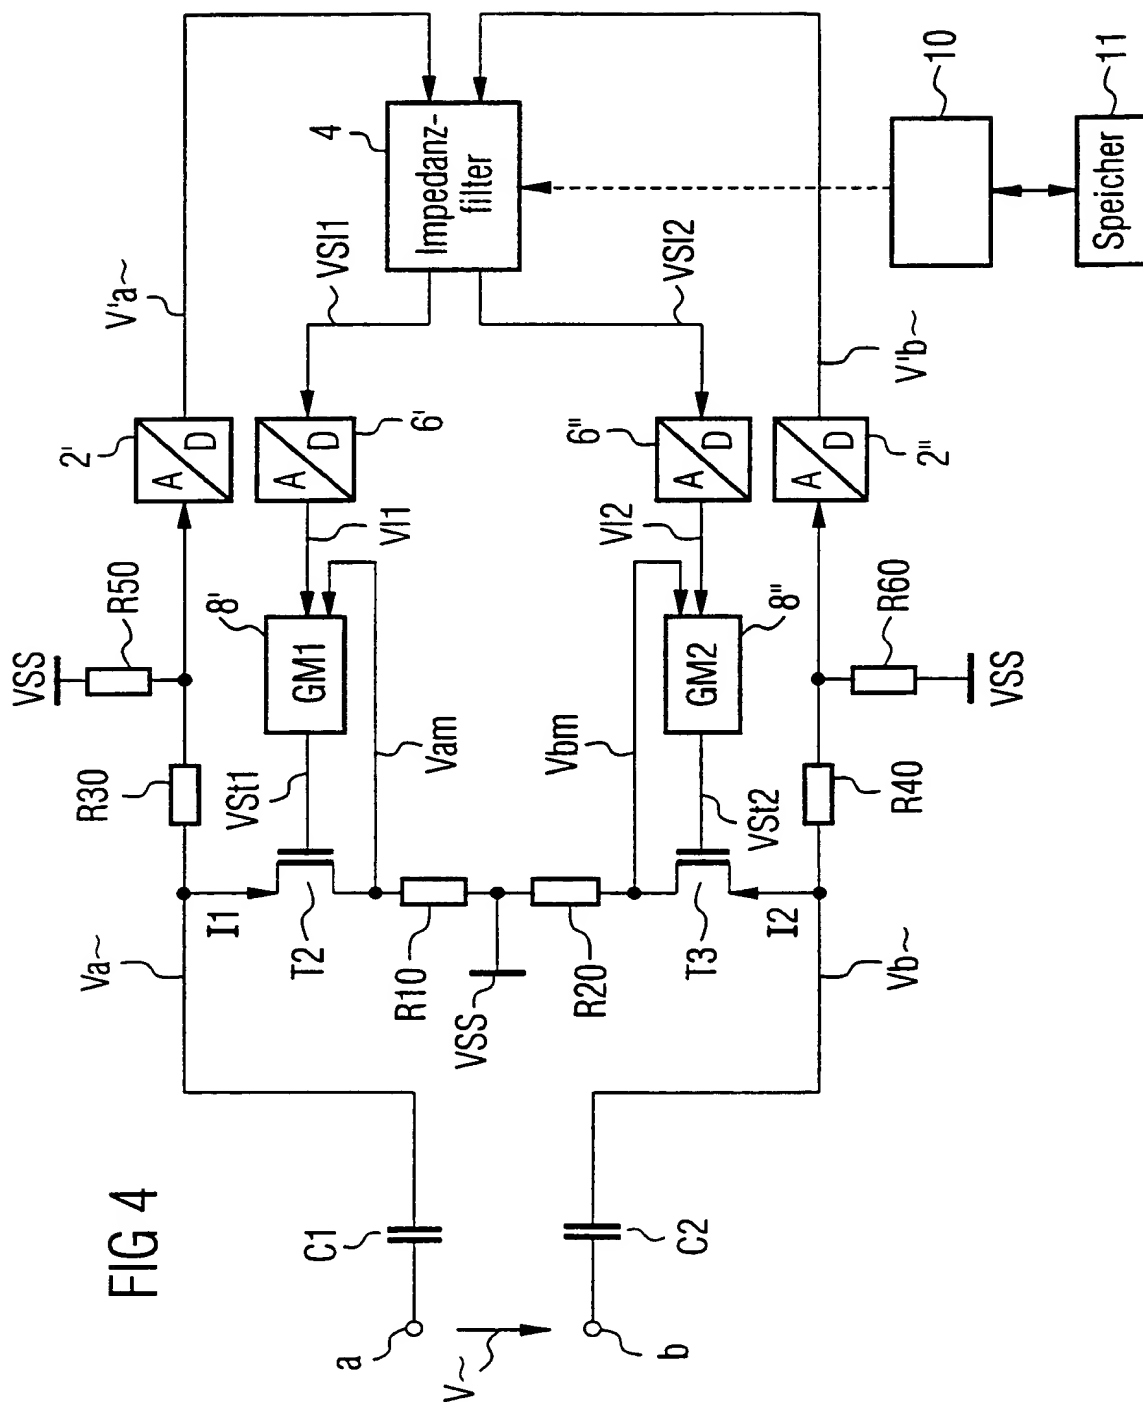 FIG 4
a
V~
b
C1
C2
Va~
I1
T2
R10
VSS
R20
T3
I2
Vb~
R30
VSt1
Vam
Vbm
VSt2
R40
VSS
R50
8'
GM1
VI1
VI2
GM2
8"
R60
VSS
2'
A
D
A
D
6'
6"
A
D
A
D
2"
V'a~
VSI1
VSI2
V'b~
4
Impedanz-
filter
10
Speicher
11